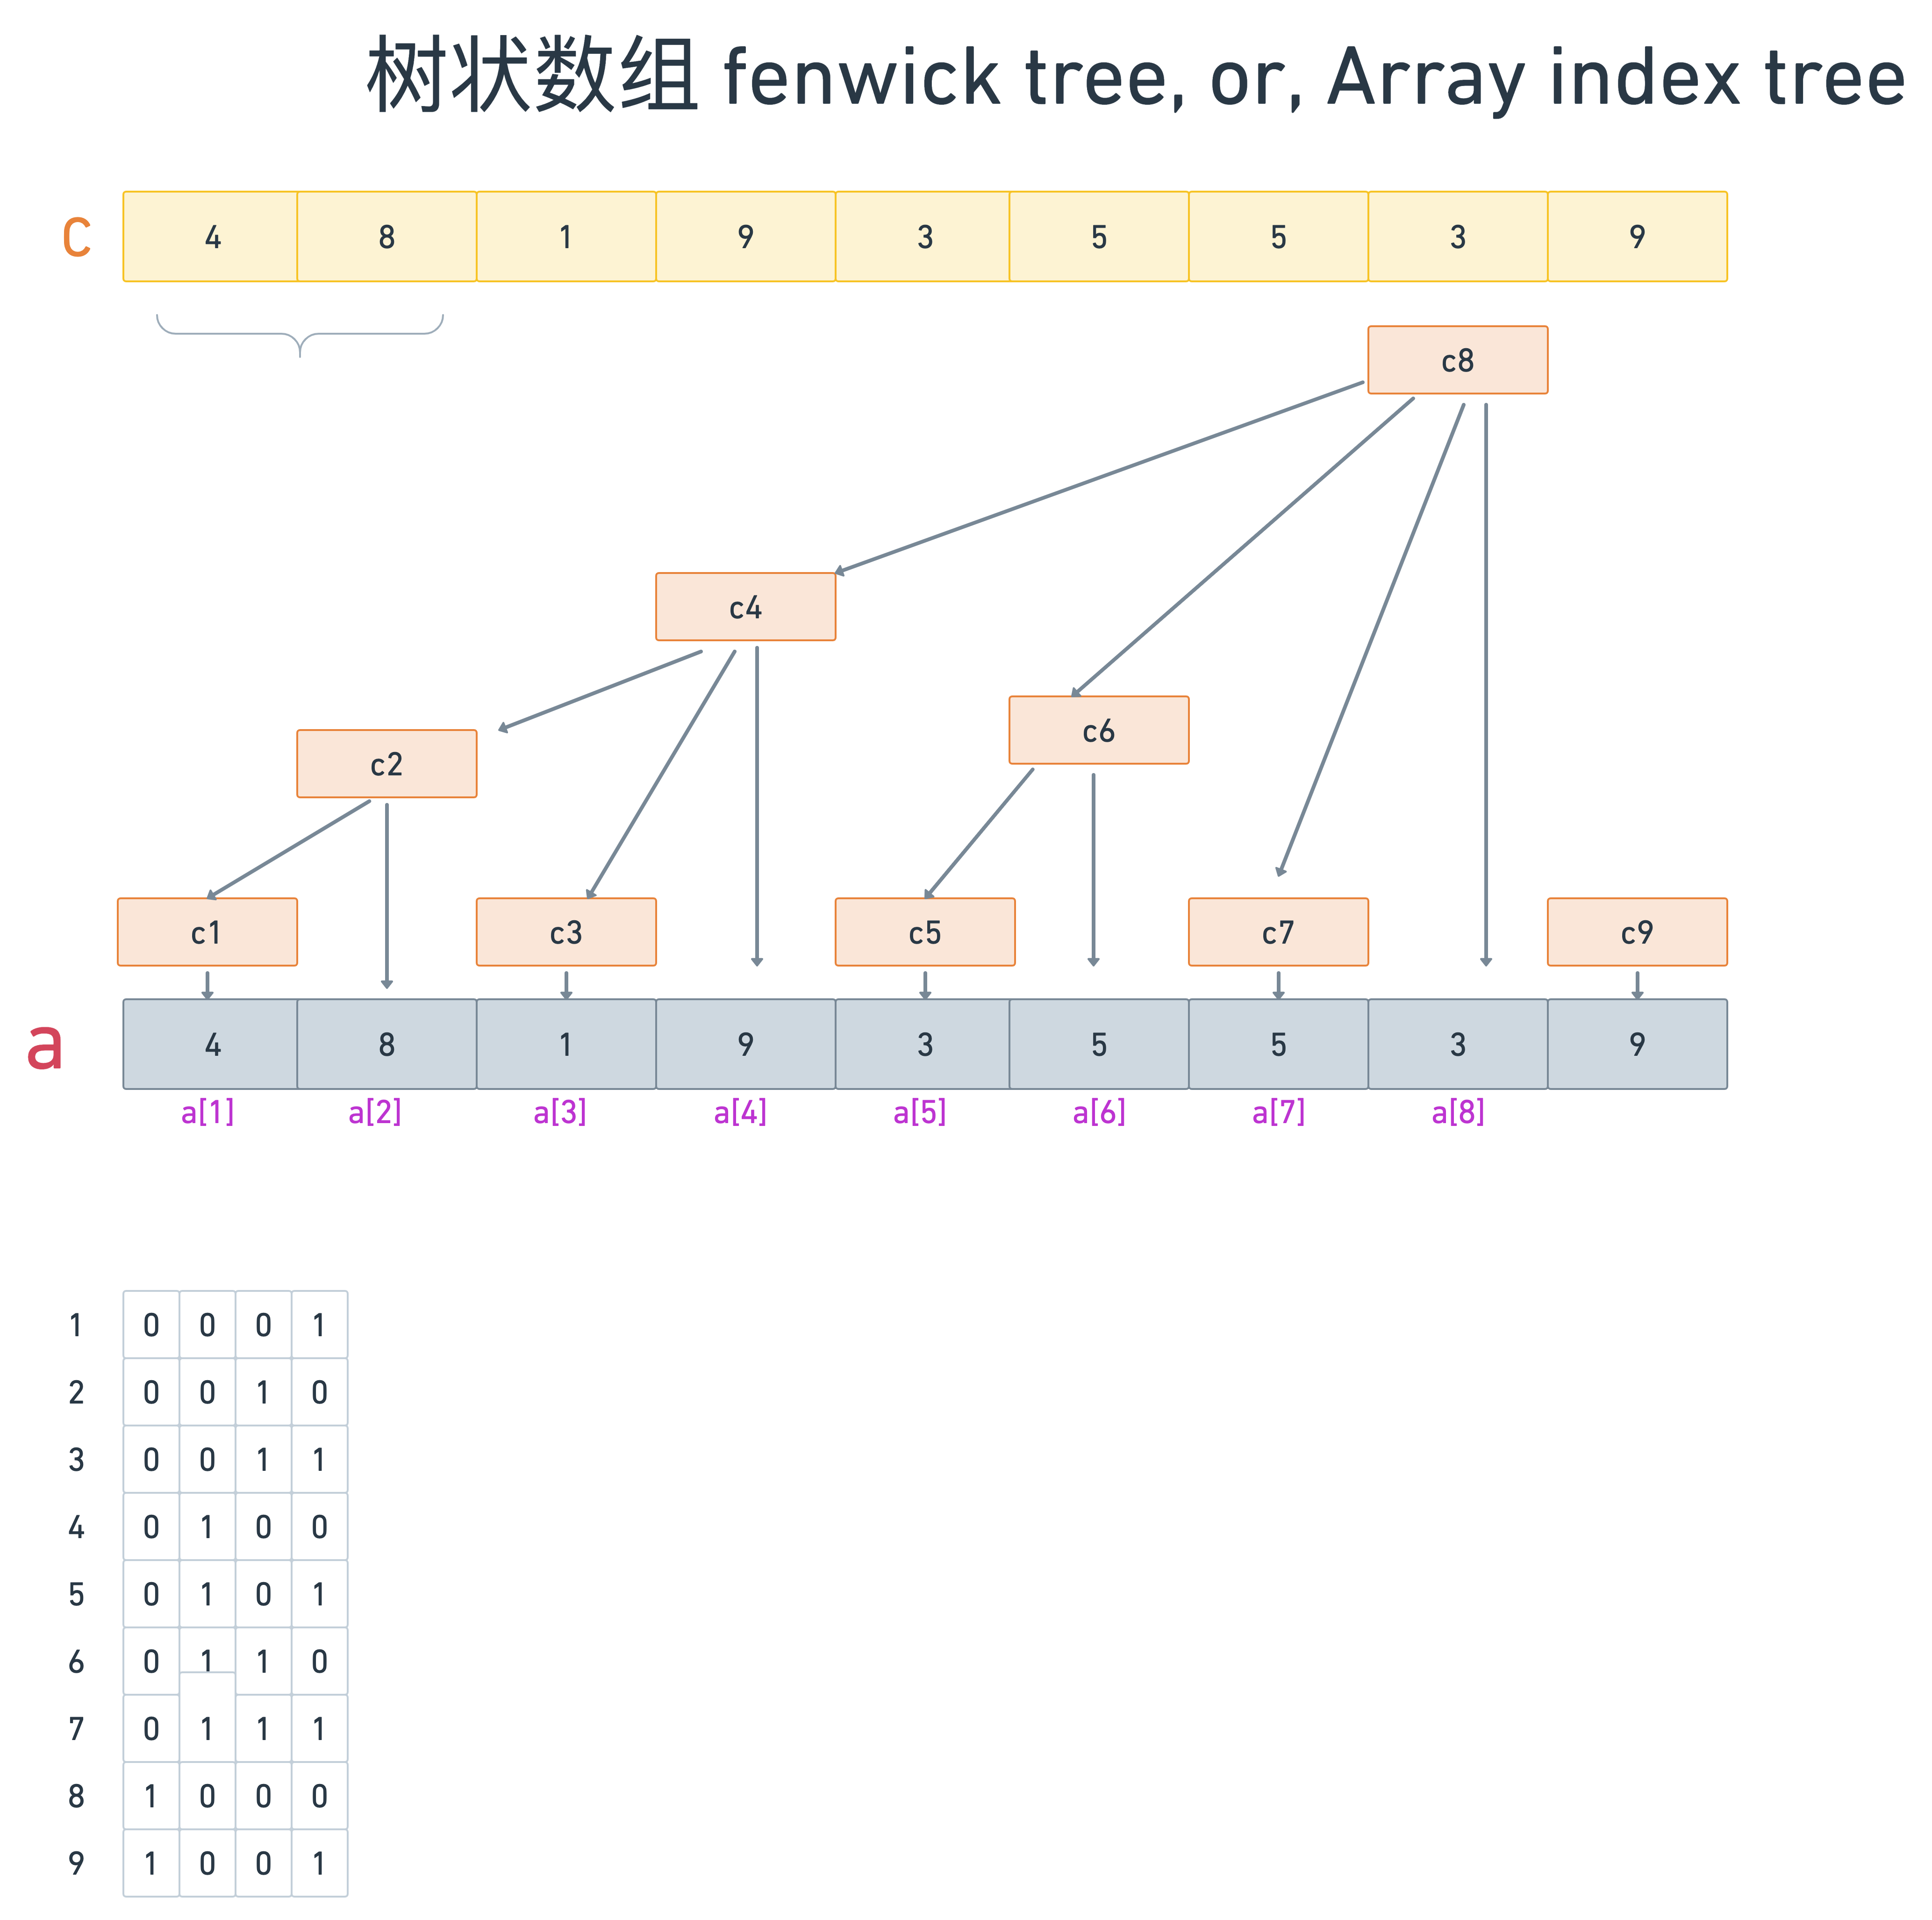 树状数组 fenwick tree, or, Array index tree
C 4 8 1 9 3 5 5 3 9
c8
c4
c6
c2
c1 c3 c5 c7 c9
a 4 8 1 9 3 5 5 3 9
a[1] a[2] a[3] a[4] a[5] a[6] a[7] a[8]
1 0 0 0 1
2 0 0 1 0
3 0 0 1 1
4 0 1 0 0
5 0 1 0 1
6 0 1 1 0
7 0 1 1 1
8 1 0 0 0
9 1 0 0 1